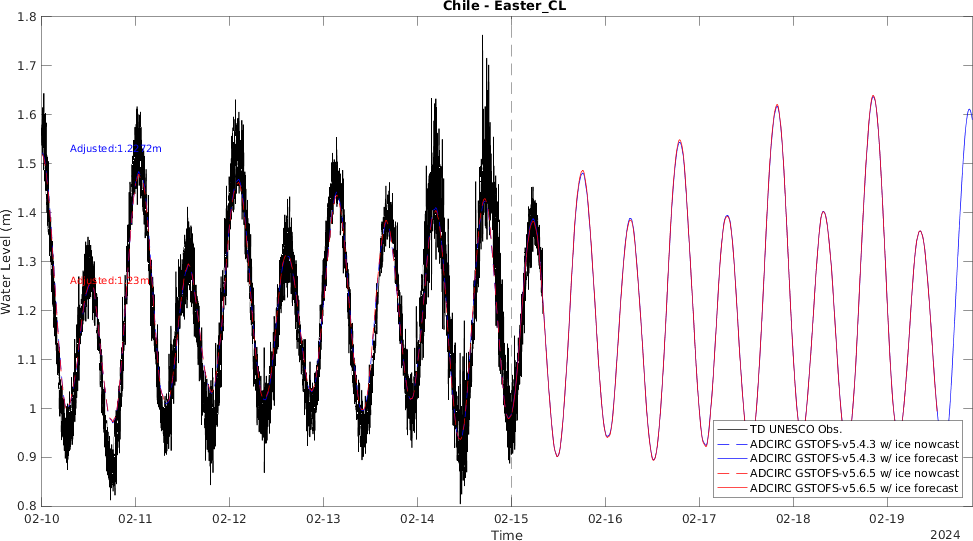 Chile - Easter_CL
1.8
1.7
1.6
1.5
1.4
1.3
1.2
1.1
1
0.9
0.8
Water Level (m)
Adjusted:1.2272m
Adjusted:1.23m
TD UNESCO Obs.
ADCIRC GSTOFS-v5.4.3 w/ ice nowcast
ADCIRC GSTOFS-v5.4.3 w/ ice forecast
ADCIRC GSTOFS-v5.6.5 w/ ice nowcast
ADCIRC GSTOFS-v5.6.5 w/ ice forecast
02-10 02-11 02-12 02-13 02-14 02-15 02-16 02-17 02-18 02-19
Time
2024